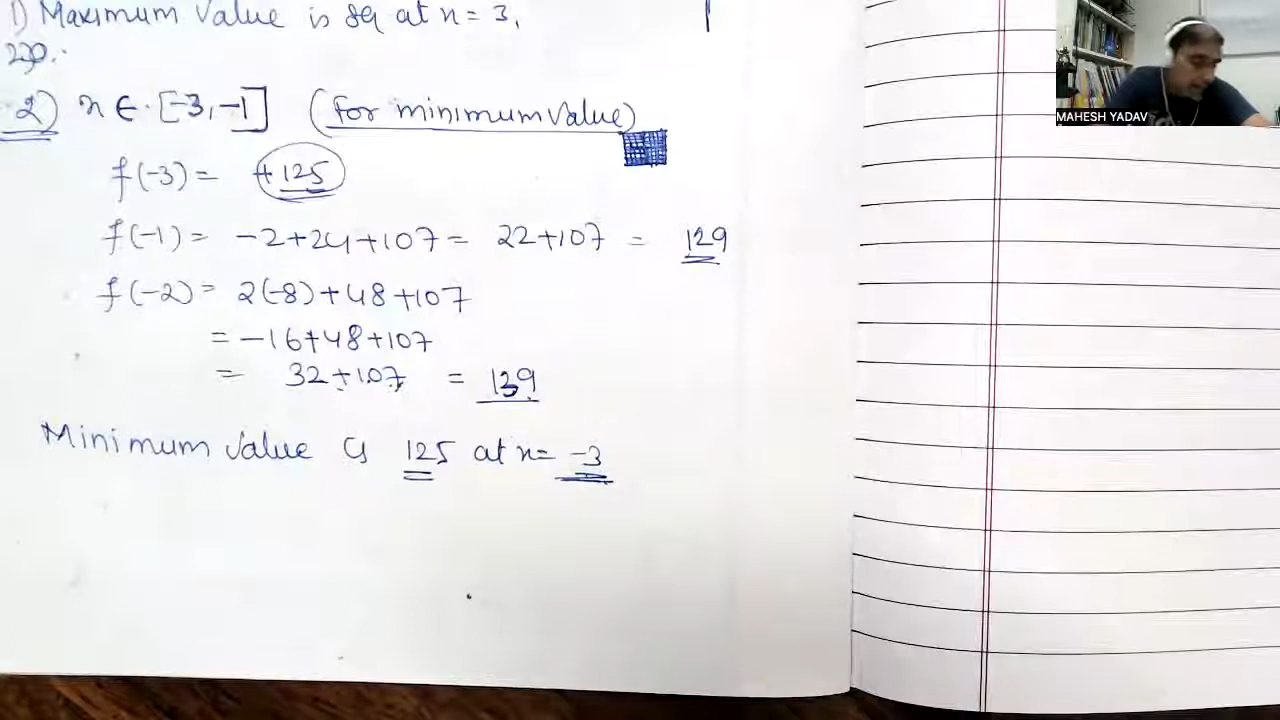 1) Maximum Value is 89 at x = 3.
2) x ∈ [-3, -1] (for minimum value)
f(-3) = +125
f(-1) = -2+24+107 = 22+107 = 129
f(-2) = 2(-8)+48+107
= -16+48+107
= 32+107 = 139
Minimum value is 125 at x = -3
MAHESH YADAV